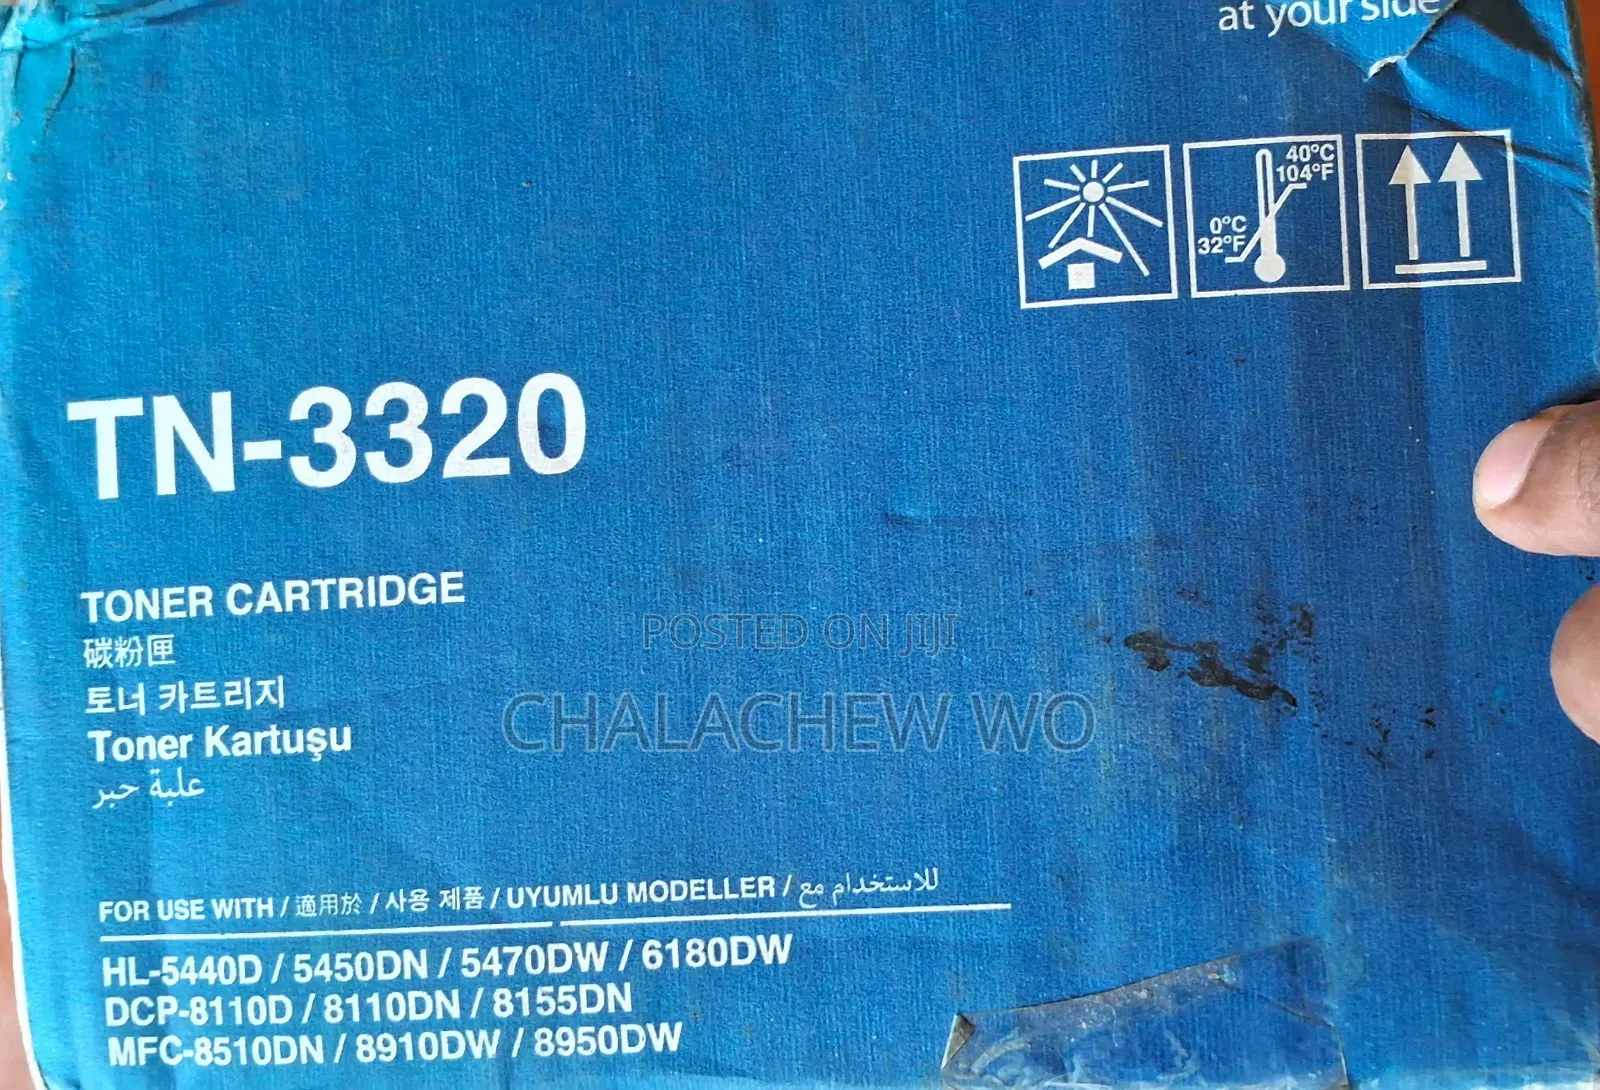 at your side
40°C
104°F
0°C
32°F
TN-3320
TONER CARTRIDGE
碳粉匣
토너 카트리지
Toner Kartuşu
علبة حبر
POSTED ON JIJI
CHALACHEW WO
FOR USE WITH / 適用於 / 사용 제품 / UYUMLU MODELLER / للاستخدام مع
HL-5440D / 5450DN / 5470DW / 6180DW
DCP-8110D / 8110DN / 8155DN
MFC-8510DN / 8910DW / 8950DW